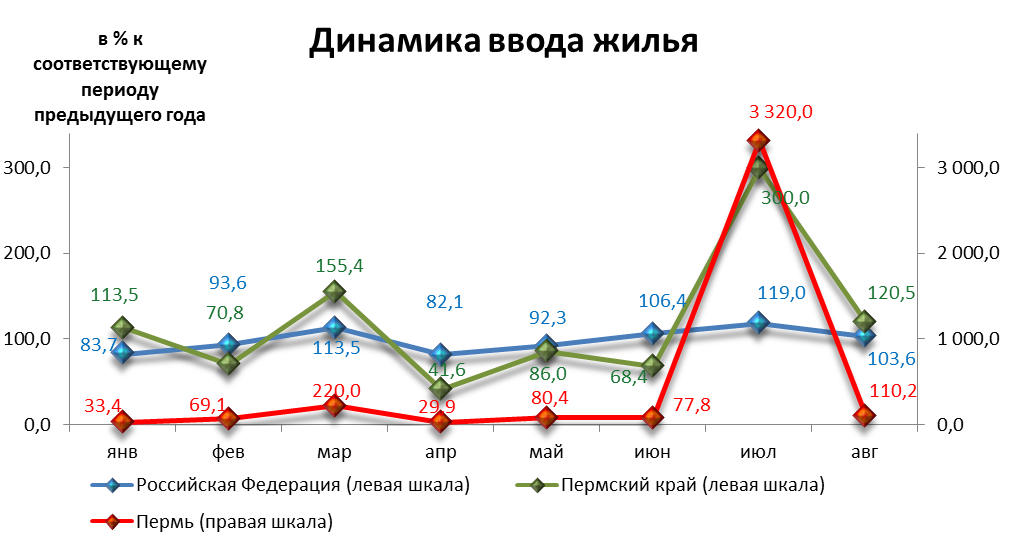 Динамика ввода жилья
в % к
соответствующему
периоду
предыдущего года
3 320,0
300,0
3 000,0
300,0
200,0
2 000,0
155,4
93,6
113,5
70,8
82,1
106,4
119,0
120,5
92,3
100,0
83,7
113,5
1 000,0
103,6
41,6
86,0
68,4
33,4
69,1
220,0
29,9
80,4
77,8
110,2
0,0
0,0
янв
фев
мар
апр
май
июн
июл
авг
Российская Федерация (левая шкала)
Пермский край (левая шкала)
Пермь (правая шкала)